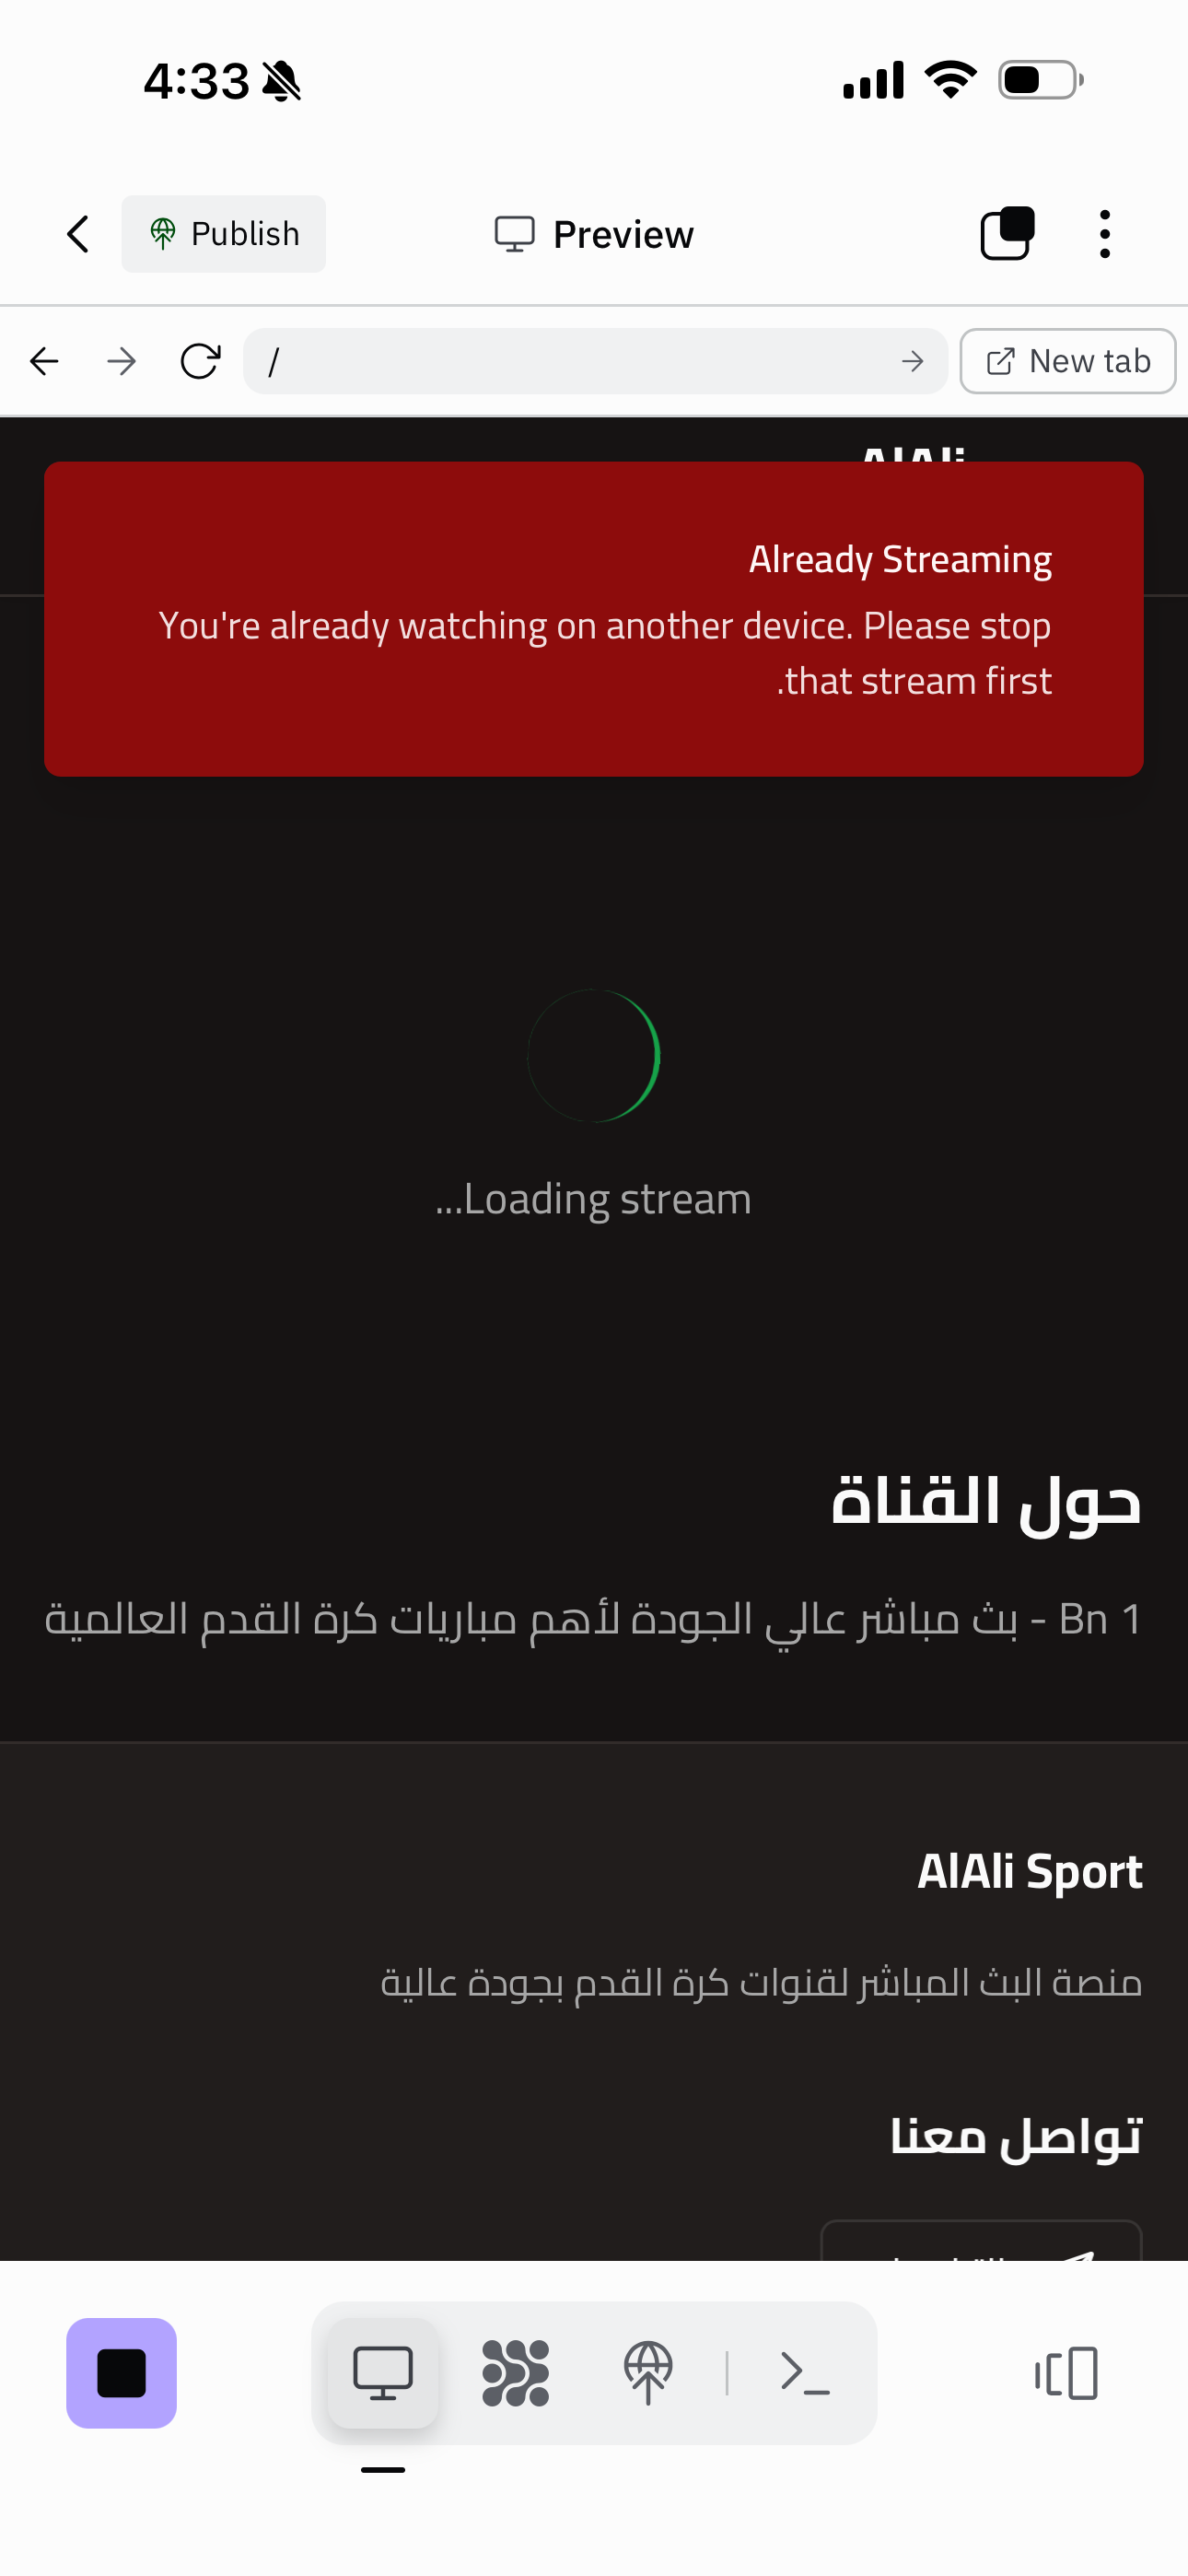 4:33
Publish
Preview
/
New tab
AlAli
Already Streaming
You're already watching on another device. Please stop
.that stream first
...Loading stream
حول القناة
Bn 1 - بث مباشر عالي الجودة لأهم مباريات كرة القدم العالمية
AlAli Sport
منصة البث المباشر لقنوات كرة القدم بجودة عالية
تواصل معنا